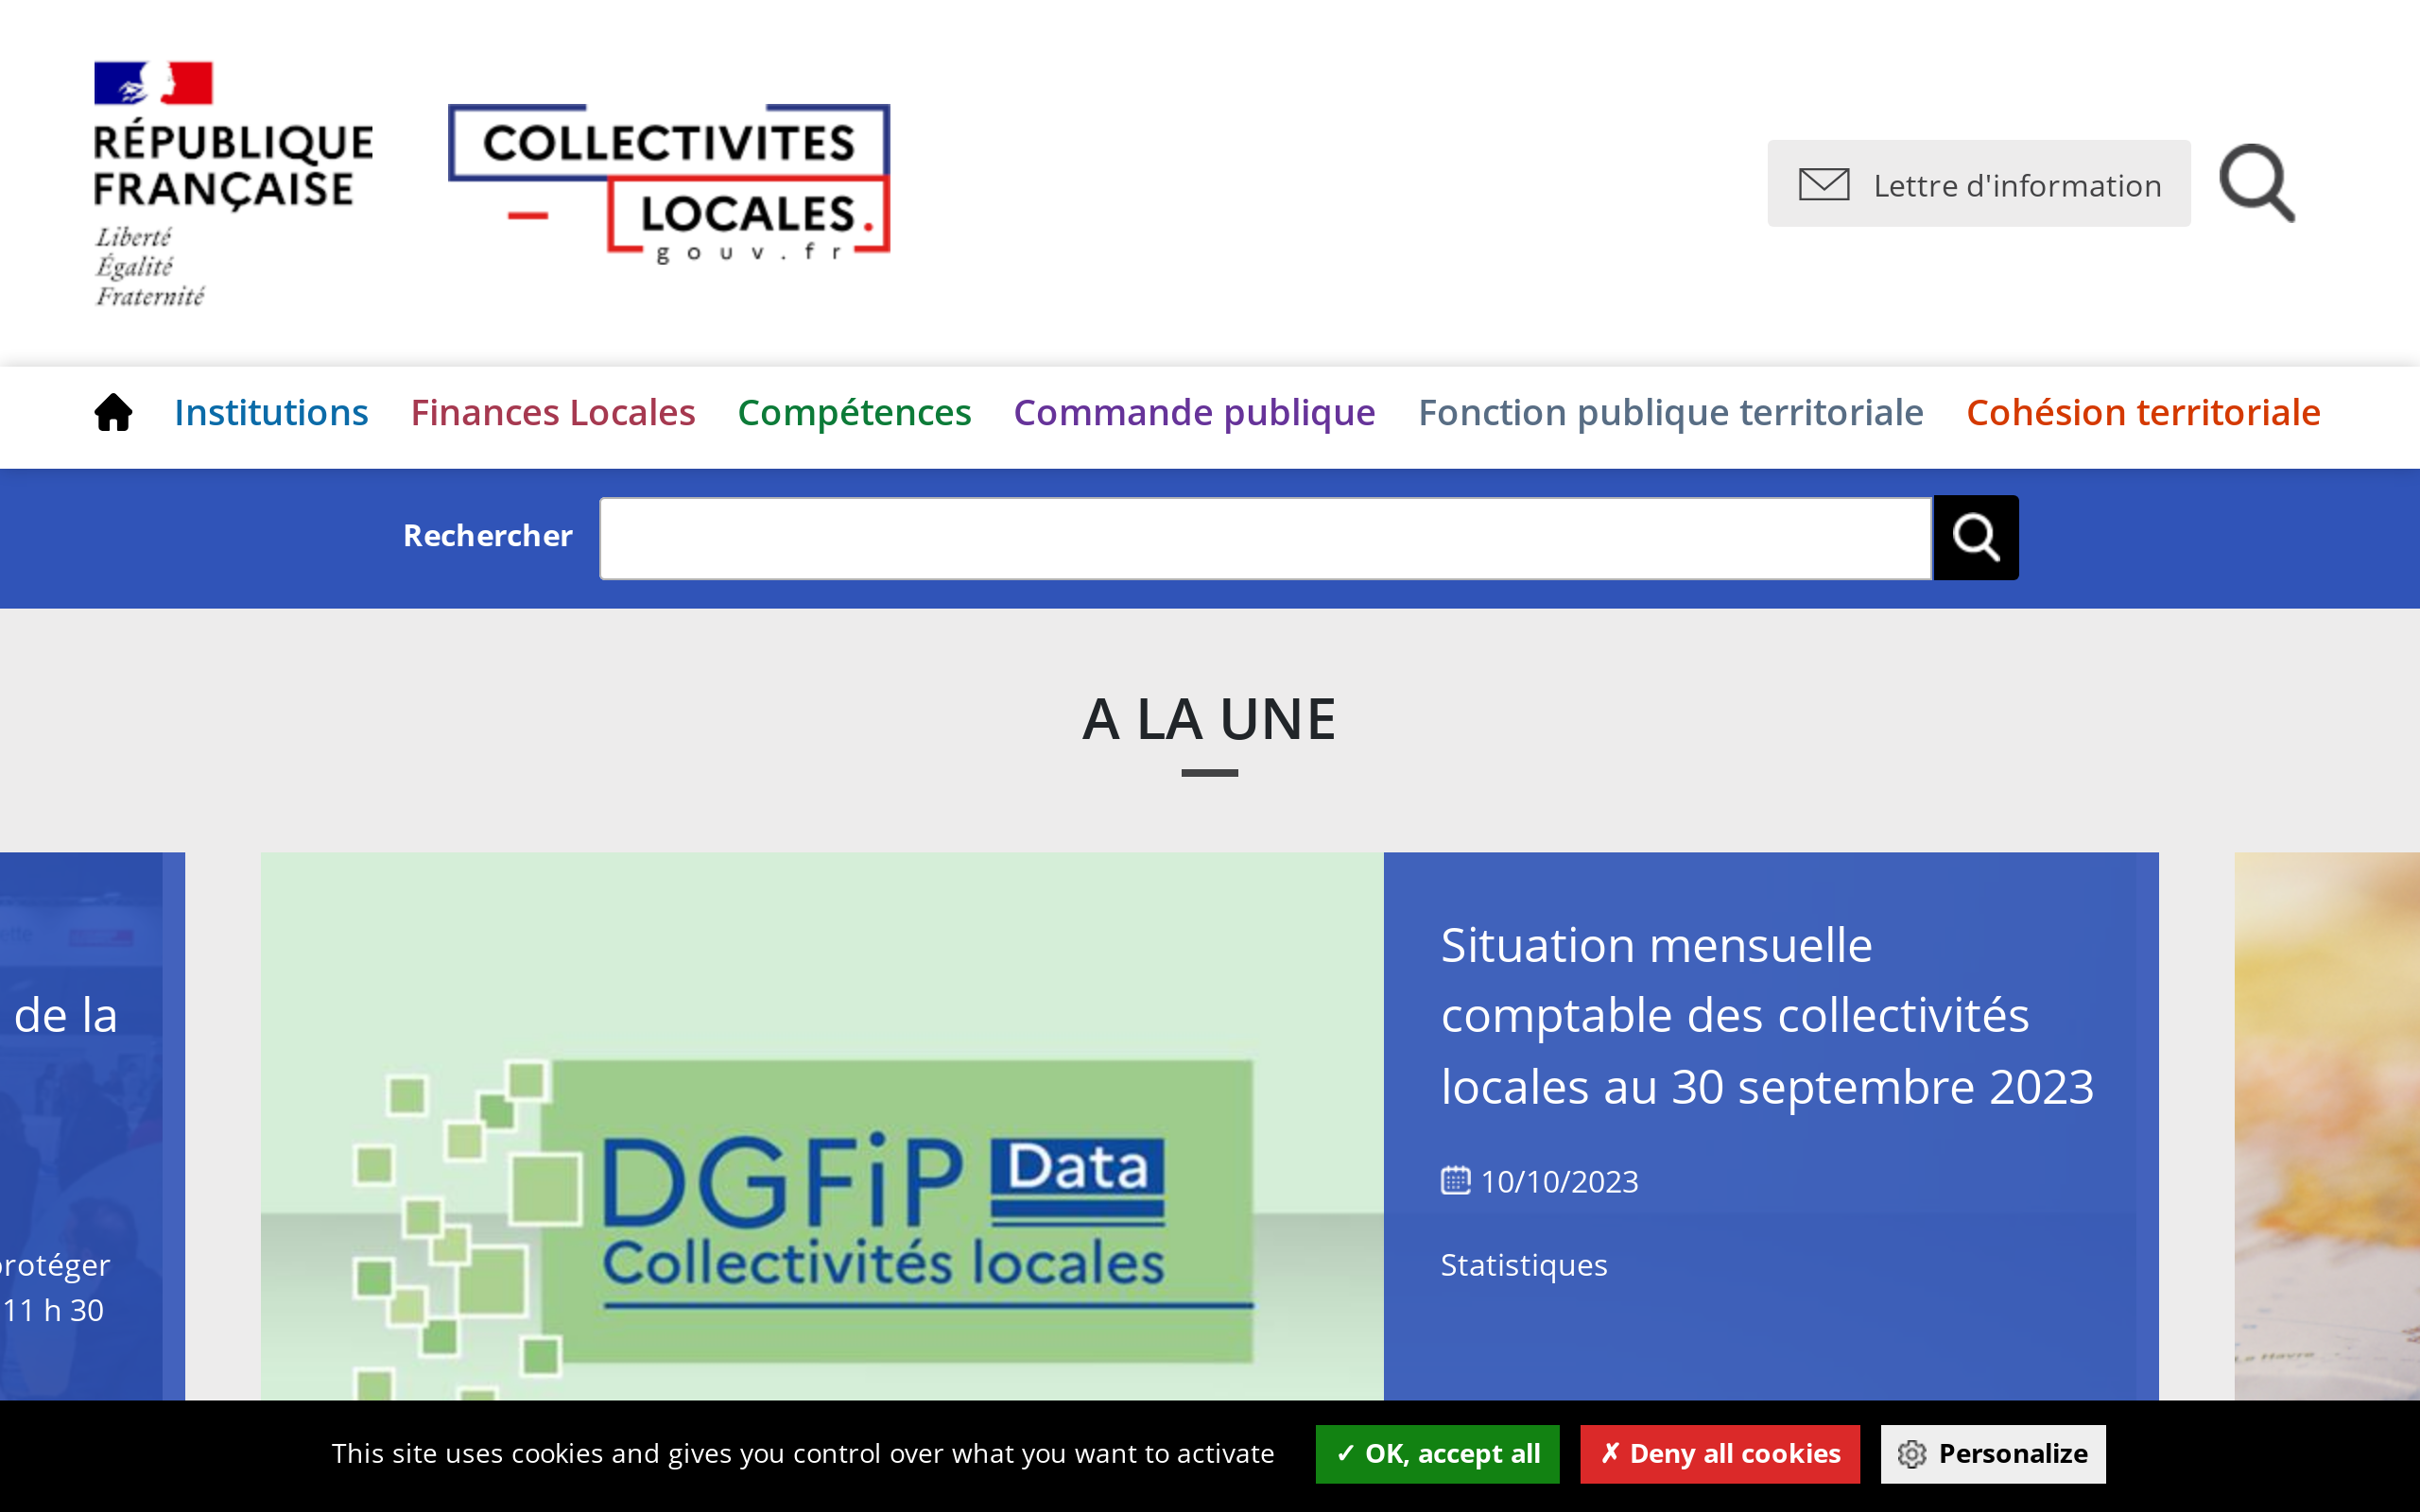 RÉPUBLIQUE
FRANÇAISE
Liberté
Égalité
Fraternité
COLLECTIVITES
LOCALES.
gouv.fr
Lettre d'information
Institutions Finances Locales Compétences Commande publique Fonction publique territoriale Cohésion territoriale
Rechercher
A LA UNE
de la
protéger
11 h 30
DGFiP Data
Collectivités locales
Situation mensuelle
comptable des collectivités
locales au 30 septembre 2023
10/10/2023
Statistiques
This site uses cookies and gives you control over what you want to activate
✓ OK, accept all
✗ Deny all cookies
Personalize